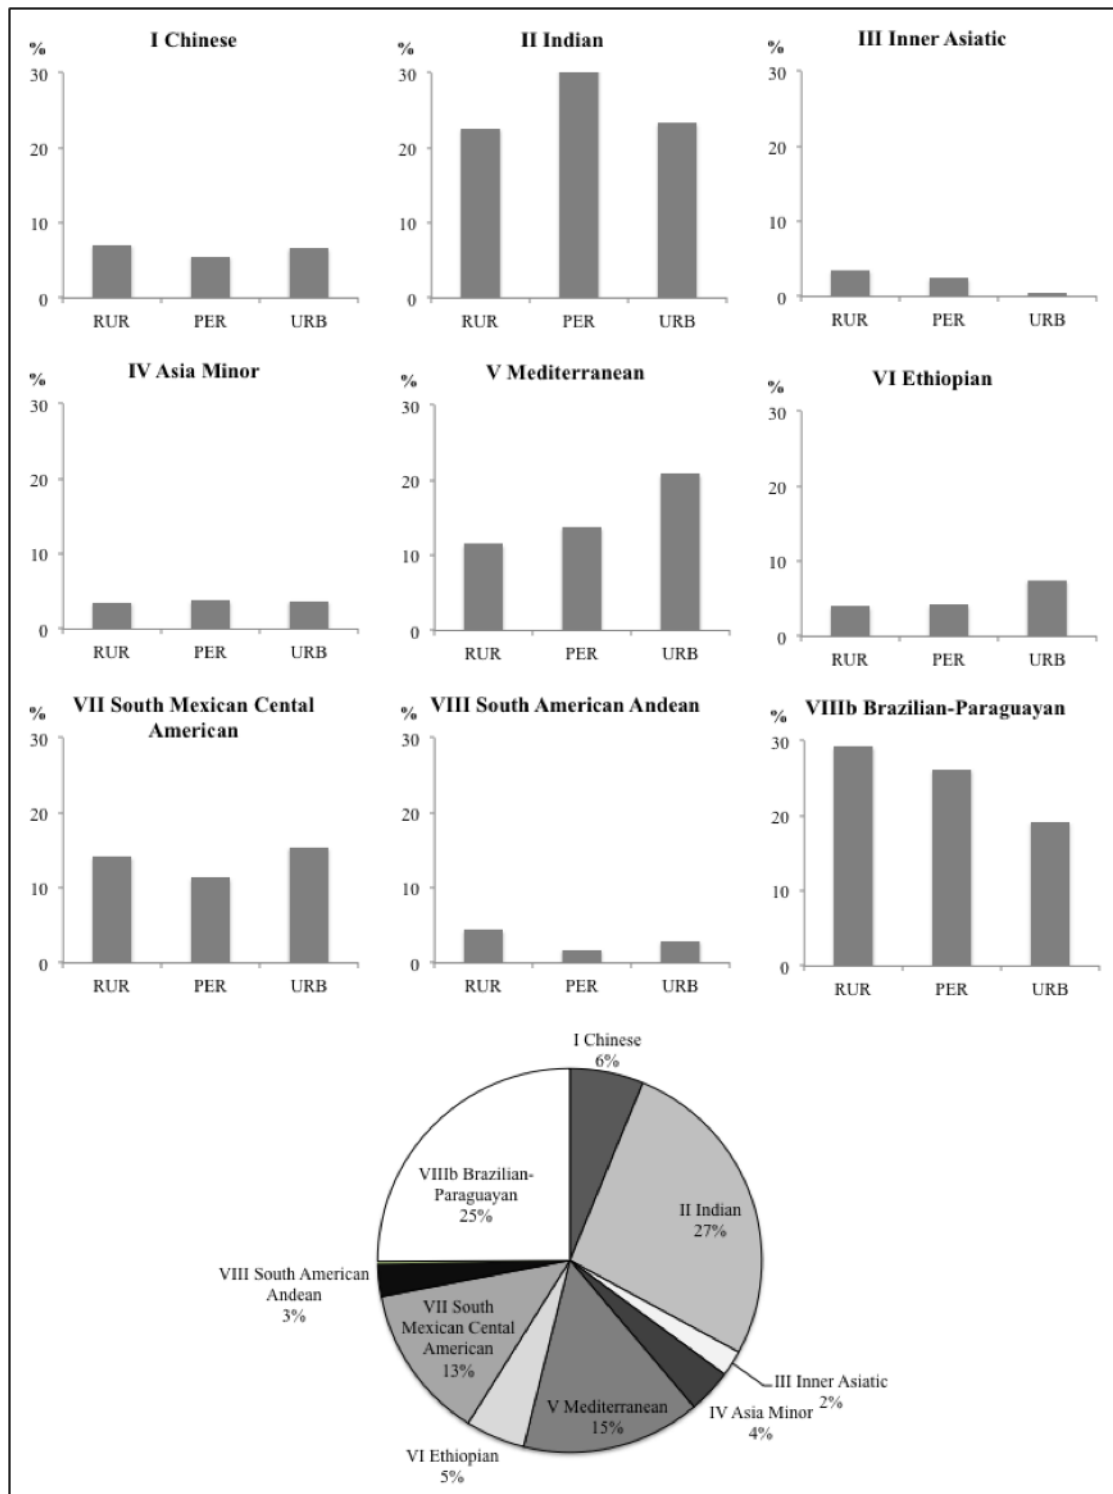 I Chinese
%
30
20
10
0
RUR PER URB
II Indian
%
30
20
10
0
RUR PER URB
III Inner Asiatic
%
30
20
10
0
RUR PER URB
IV Asia Minor
%
30
20
10
0
RUR PER URB
V Mediterranean
%
30
20
10
0
RUR PER URB
VI Ethiopian
%
30
20
10
0
RUR PER URB
VII South Mexican Cental
American
%
30
20
10
0
RUR PER URB
VIII South American Andean
%
30
20
10
0
RUR PER URB
VIIIb Brazilian-Paraguayan
%
30
20
10
0
RUR PER URB
I Chinese
6%
II Indian
27%
III Inner Asiatic
2%
IV Asia Minor
4%
V Mediterranean
15%
VI Ethiopian
5%
VII South
Mexican Cental
American
13%
VIII South American
Andean
3%
VIIIb Brazilian-
Paraguayan
25%